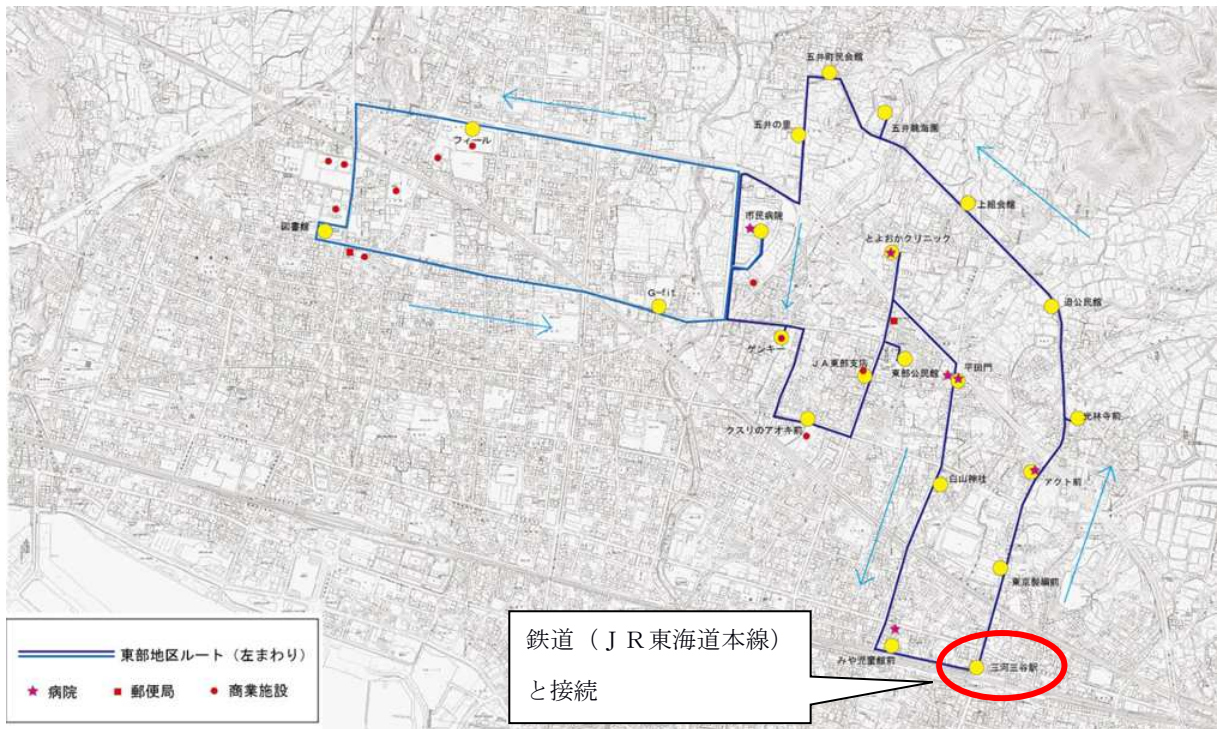 五井町民会館
五井の里
五井眺海園
フィール
上組会館
市民病院
図書館
とよおかクリニック
G-fit
迫公民館
ゲンキー
JA東部支店
東部公民館
平田門
光林寺前
クスリのアオキ前
アクト前
白山神社
東京製綱前
みや児童館前
三河三谷駅
鉄道（ＪＲ東海道本線）
と接続
東部地区ルート（左まわり）
病院
郵便局
商業施設